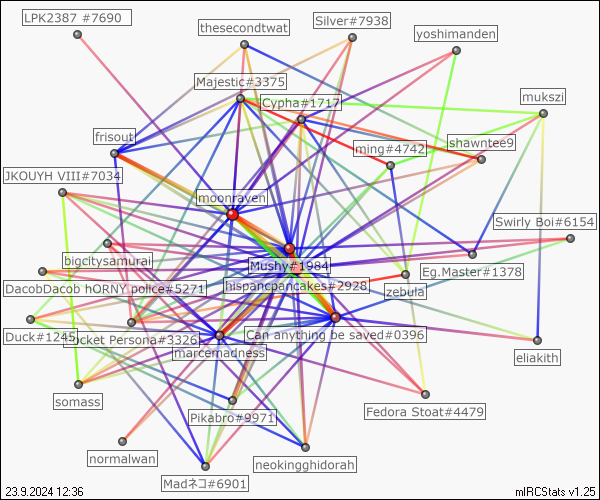 LPK2387 #7690
Silver#7938
thesecondtwat
yoshimanden
Majestic#3375
mukszi
Cypha#1717
frisout
shawntee9
ming#4742
JKOUYH VIII#7034
moonraven
Swirly Boi#6154
bigcitysamurai
Mushy#1984
Eg.Master#1378
DacobDacob hORNY police#5271
hispancpancakes#2928
zebula
Duck#1245
ucket Persona#3326
Can anything be saved#0396
marcemadness
eliakith
somass
Pikabro#9971
Fedora Stoat#4479
normalwan
neokingghidorah
Madネコ#6901
23.9.2024 12:36
mIRCStats v1.25